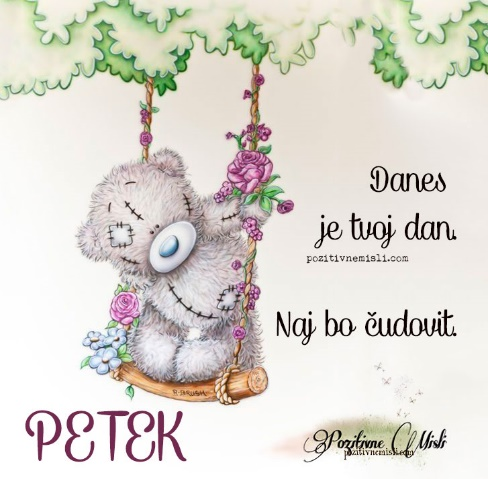 Danes
je tvoj dan.
pozitivnemisli.com
Naj bo čudovit.
PETEK
Pozitivne Misli
pozitivnemisli.com